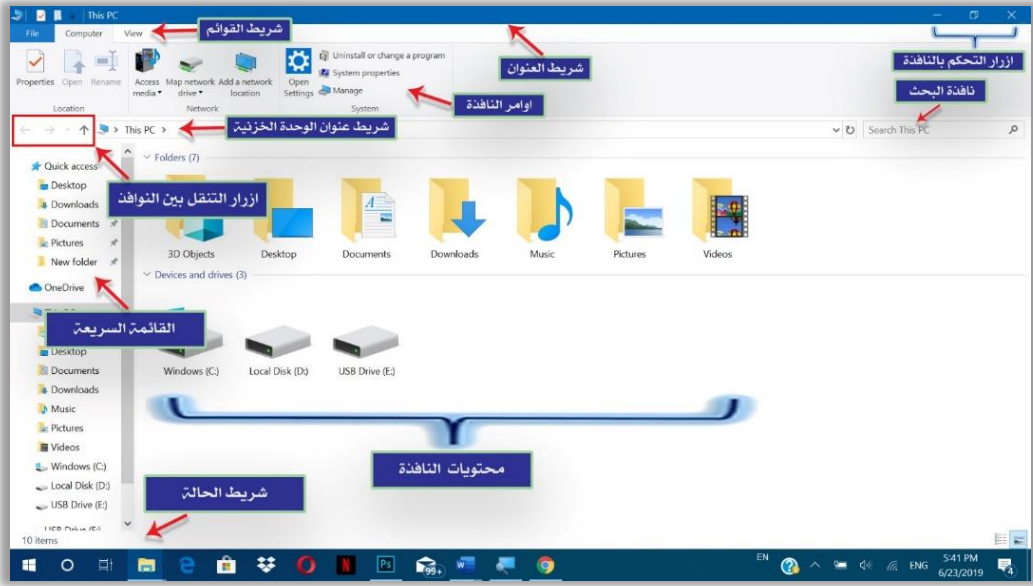 This PC
File Computer View
شريط القوائم
شريط العنوان
ازرار التحكم بالنافذة
Properties Open Rename
Access media
Map network drive
Add a network location
Open Settings
Uninstall or change a program
System properties
Manage
اوامر النافذة
نافذة البحث
Location Network System
This PC
شريط عنوان الوحدة الخزنية
Search This PC
Quick access
Desktop
Downloads
Documents
Pictures
New folder
OneDrive
ازرار التنقل بين النوافذ
القائمة السريعة
Desktop
Documents
Downloads
Music
Pictures
Videos
Windows (C:)
Local Disk (D:)
USB Drive (E:)
USB Drive (E:)
Folders (7)
3D Objects Desktop Documents Downloads Music Pictures Videos
Devices and drives (3)
Windows (C:) Local Disk (D:) USB Drive (E:)
محتويات النافذة
شريط الحالة
10 items
Ps
99+
EN
ENG
5:41 PM
6/23/2019
4